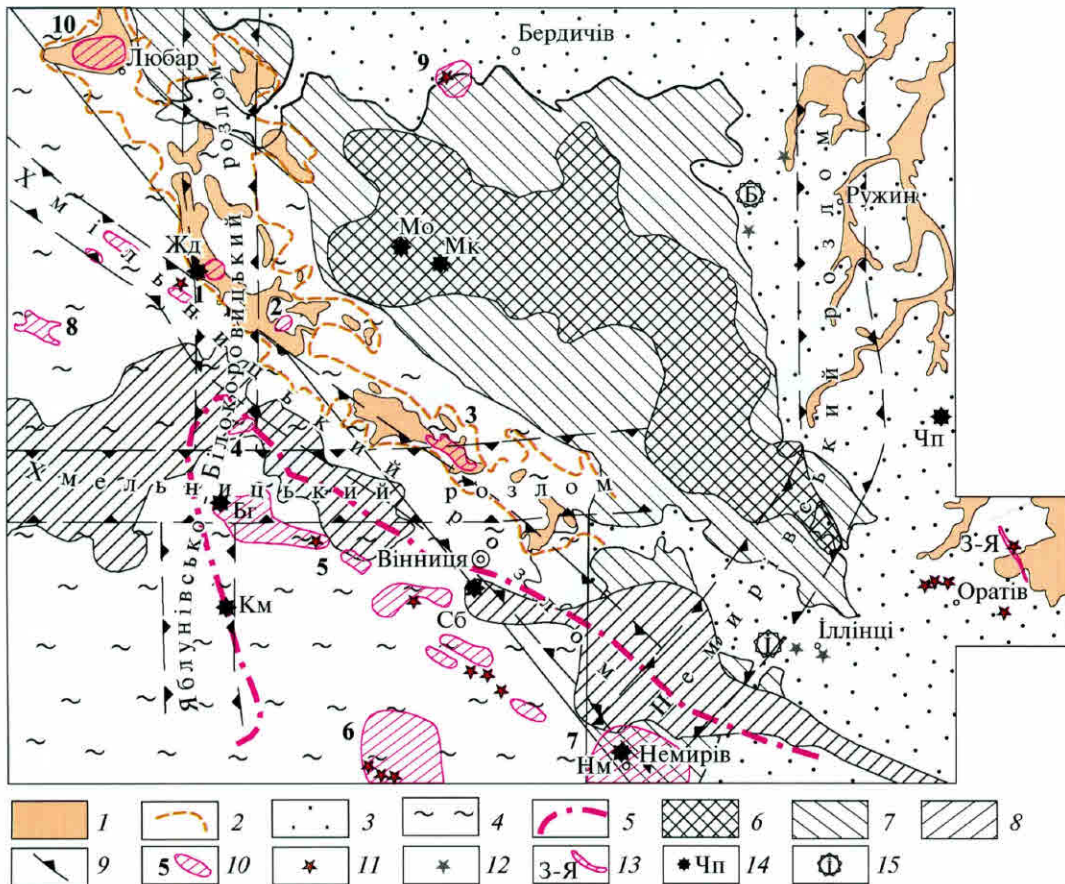 10
Любар
розлом
9
Бердичів
Б
Ружин
Хмільницький розлом
Мо
Мк
Жд
1
2
8
3
4
Чп
Хмельницький розлом
Яблунівсько-Білокоровицький
Немирівський розлом
Бг
5
Вінниця
Сб
Км
З-Я
Оратів
Іллінці
І
6
7
Нм
Немирів
1 2 3 4 5 6 7 8
9 5 10 11 12 З-Я 13 Чп 14 І 15